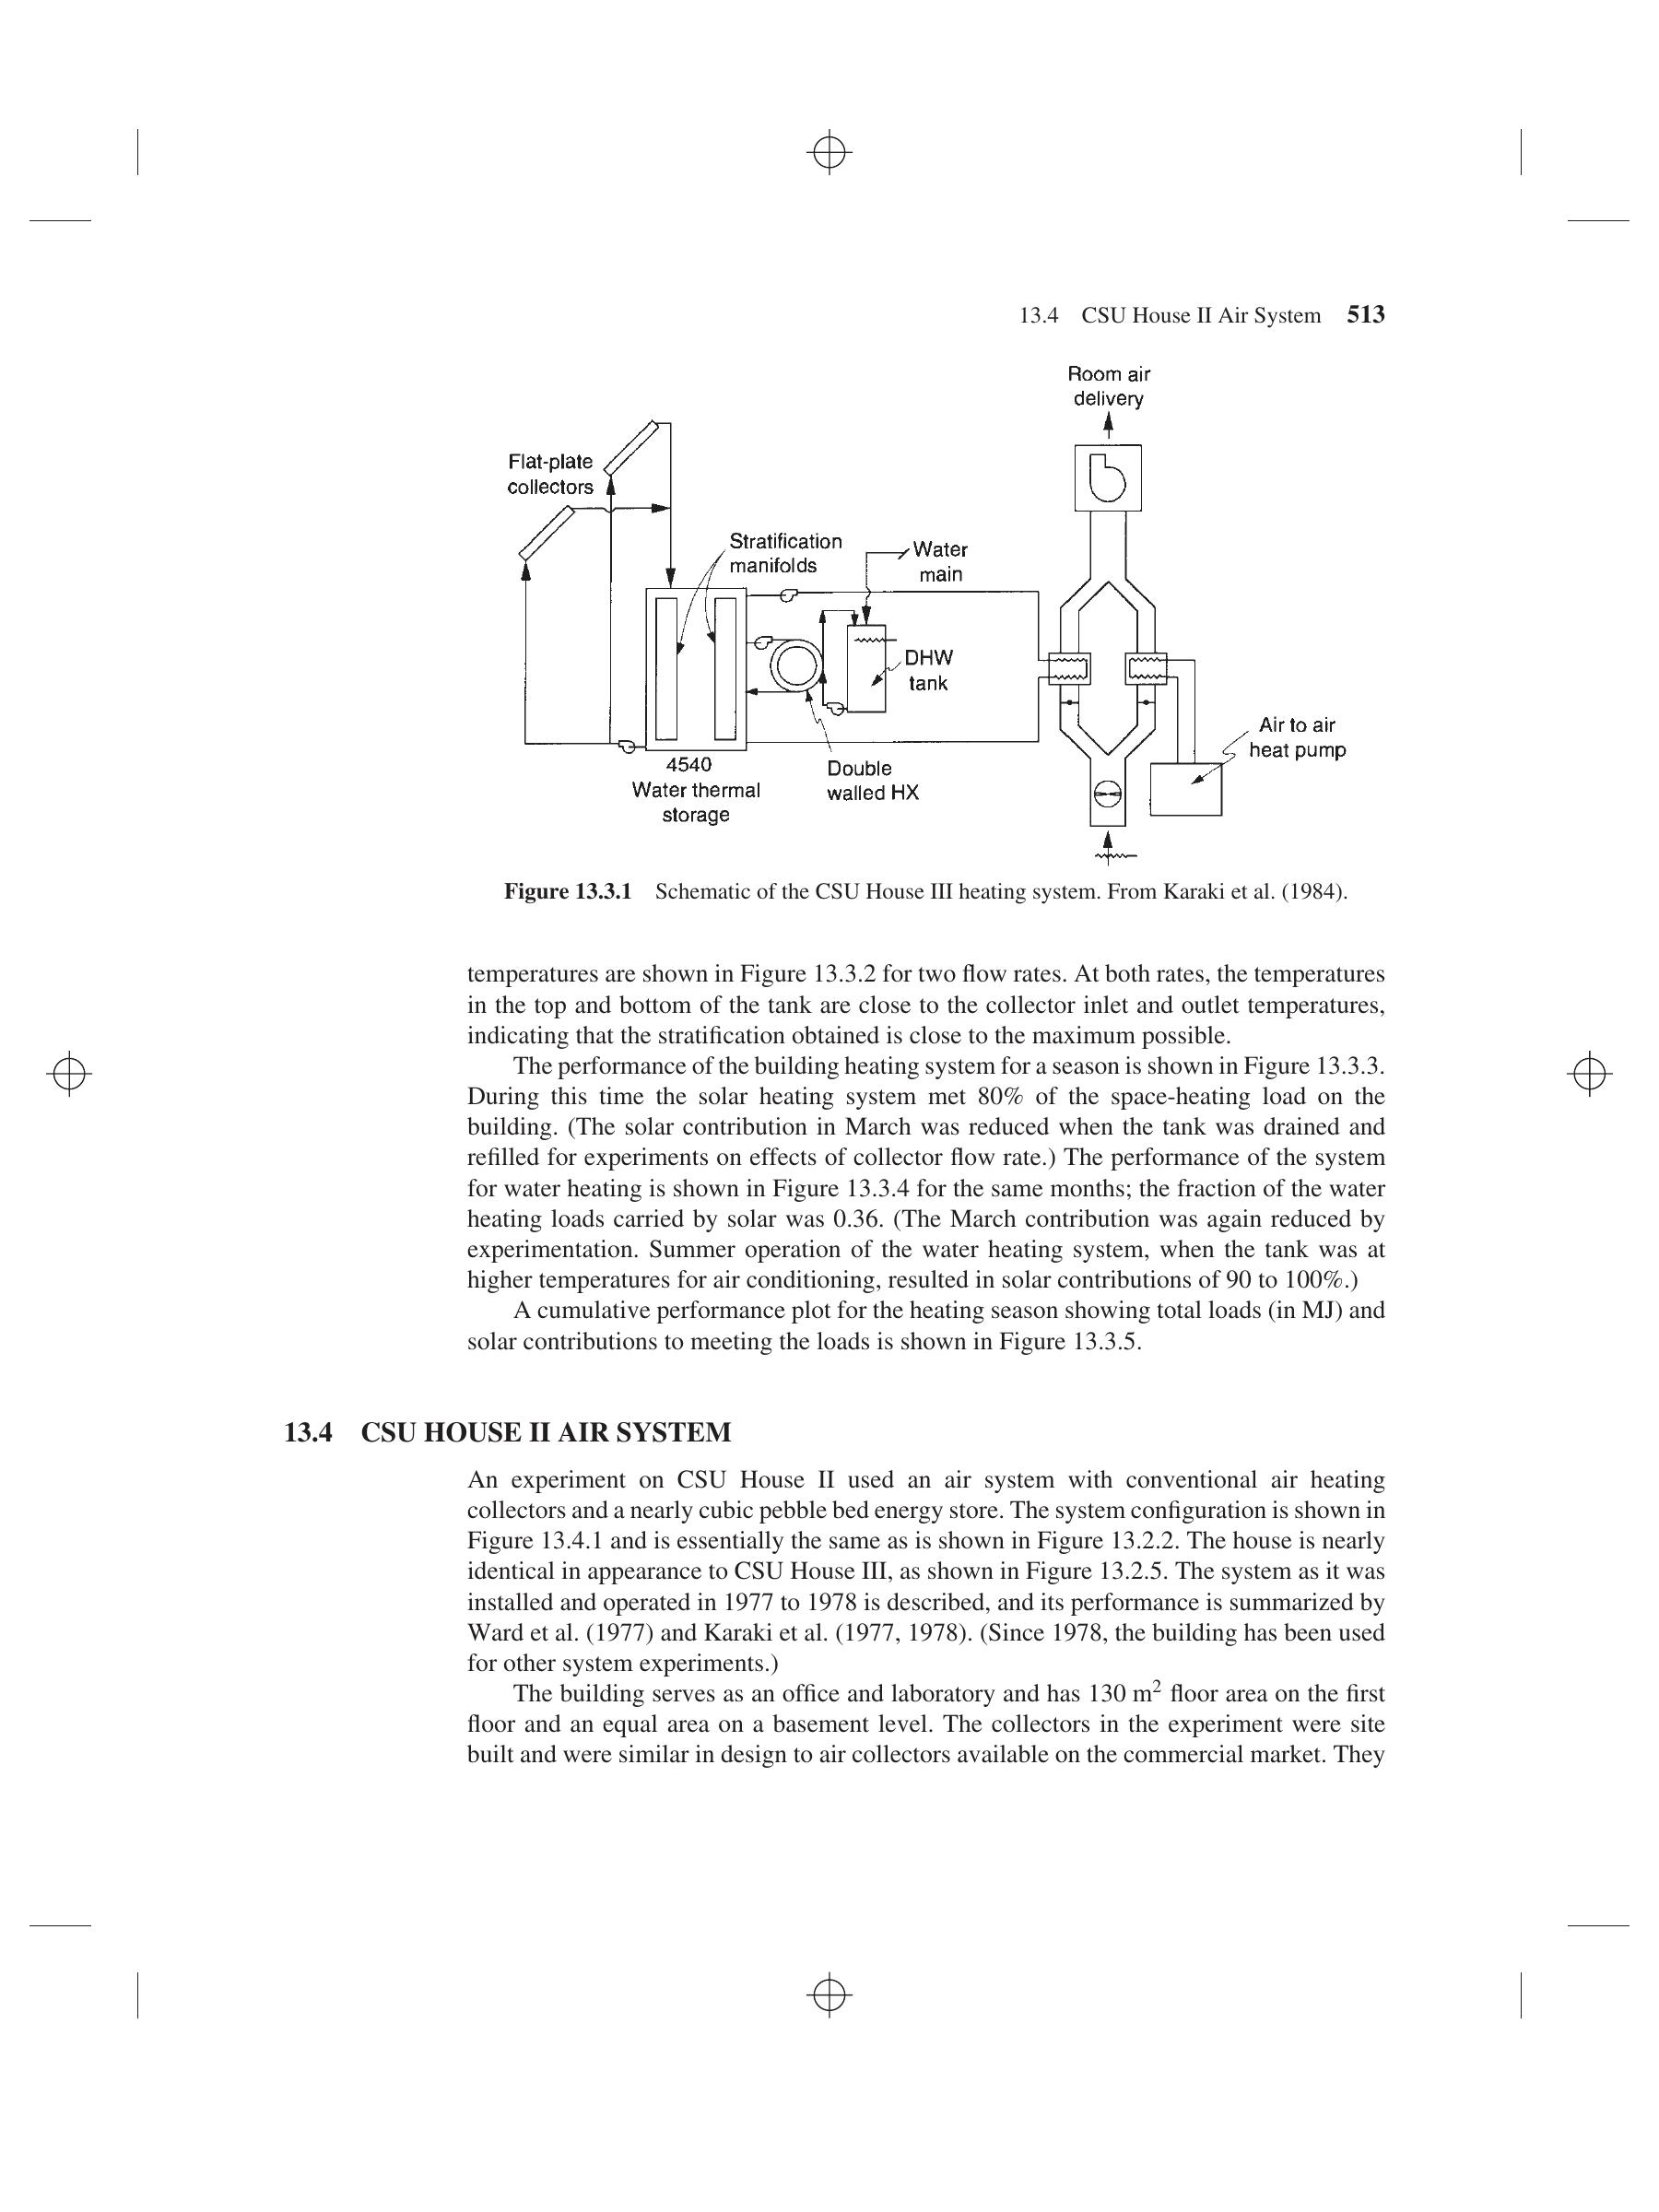 13.4 CSU House II Air System 513
Room air
delivery
Flat-plate
collectors
Stratification
manifolds
Water
main
DHW
tank
Air to air
heat pump
4540
Water thermal
storage
Double
walled HX
Figure 13.3.1 Schematic of the CSU House III heating system. From Karaki et al. (1984).
temperatures are shown in Figure 13.3.2 for two flow rates. At both rates, the temperatures
in the top and bottom of the tank are close to the collector inlet and outlet temperatures,
indicating that the stratification obtained is close to the maximum possible.
The performance of the building heating system for a season is shown in Figure 13.3.3.
During this time the solar heating system met 80% of the space-heating load on the
building. (The solar contribution in March was reduced when the tank was drained and
refilled for experiments on effects of collector flow rate.) The performance of the system
for water heating is shown in Figure 13.3.4 for the same months; the fraction of the water
heating loads carried by solar was 0.36. (The March contribution was again reduced by
experimentation. Summer operation of the water heating system, when the tank was at
higher temperatures for air conditioning, resulted in solar contributions of 90 to 100%.)
A cumulative performance plot for the heating season showing total loads (in MJ) and
solar contributions to meeting the loads is shown in Figure 13.3.5.
13.4 CSU HOUSE II AIR SYSTEM
An experiment on CSU House II used an air system with conventional air heating
collectors and a nearly cubic pebble bed energy store. The system configuration is shown in
Figure 13.4.1 and is essentially the same as is shown in Figure 13.2.2. The house is nearly
identical in appearance to CSU House III, as shown in Figure 13.2.5. The system as it was
installed and operated in 1977 to 1978 is described, and its performance is summarized by
Ward et al. (1977) and Karaki et al. (1977, 1978). (Since 1978, the building has been used
for other system experiments.)
The building serves as an office and laboratory and has 130 m² floor area on the first
floor and an equal area on a basement level. The collectors in the experiment were site
built and were similar in design to air collectors available on the commercial market. They